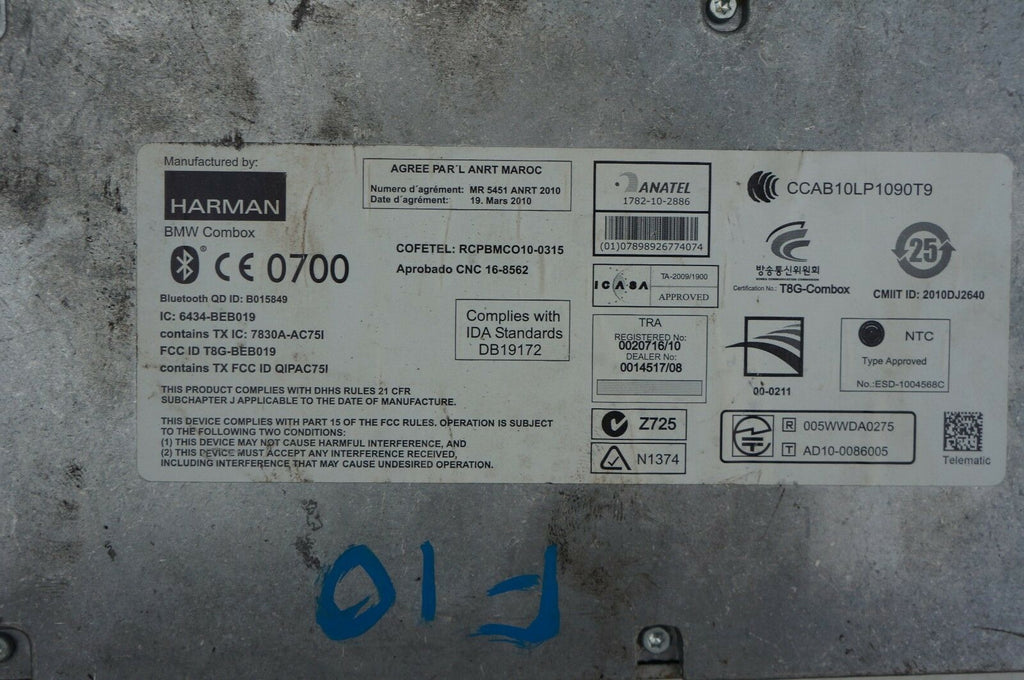 Manufactured by:
HARMAN
BMW Combox
CE 0700
Bluetooth QD ID: B015849
IC: 6434-BEB019
contains TX IC: 7830A-AC75I
FCC ID T8G-BEB019
contains TX FCC ID QIPAC75I
THIS PRODUCT COMPLIES WITH DHHS RULES 21 CFR
SUBCHAPTER J APPLICABLE TO THE DATE OF MANUFACTURE.
THIS DEVICE COMPLIES WITH PART 15 OF THE FCC RULES. OPERATION IS SUBJECT
TO THE FOLLOWING TWO CONDITIONS:
(1) THIS DEVICE MAY NOT CAUSE HARMFUL INTERFERENCE, AND
(2) THIS DEVICE MUST ACCEPT ANY INTERFERENCE RECEIVED,
INCLUDING INTERFERENCE THAT MAY CAUSE UNDESIRED OPERATION.
AGREE PAR´L ANRT MAROC
Numero d´agrément: MR 5451 ANRT 2010
Date d´agrément: 19. Mars 2010
COFETEL: RCPBMCO10-0315
Aprobado CNC 16-8562
Complies with
IDA Standards
DB19172
ANATEL
1782-10-2886
(01)07898926774074
ICASA
TA-2009/1900
APPROVED
TRA
REGISTERED No:
0020716/10
DEALER No:
0014517/08
Z725
N1374
CCAB10LP1090T9
방송통신위원회
KOREA COMMUNICATIONS COMMISSION
Certification No.: T8G-Combox
25
CMIIT ID: 2010DJ2640
00-0211
NTC
Type Approved
No.:ESD-1004568C
R 005WWDA0275
T AD10-0086005
Telematic
F10